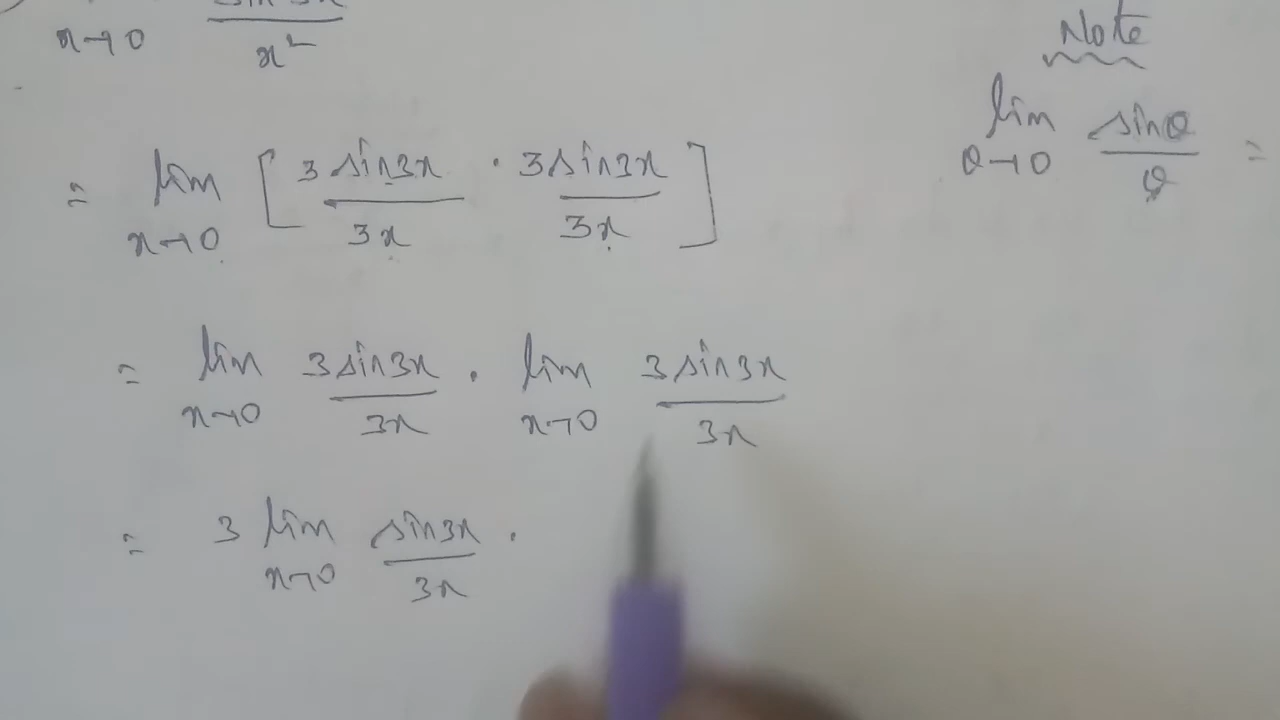 x→0 x²
= lim x→0 [ 3 sin3x / 3x · 3 sin3x / 3x ]
= lim x→0 3 sin3x / 3x · lim x→0 3 sin3x / 3x
= 3 lim x→0 sin3x / 3x ·
Note
lim θ→0 sinθ / θ =